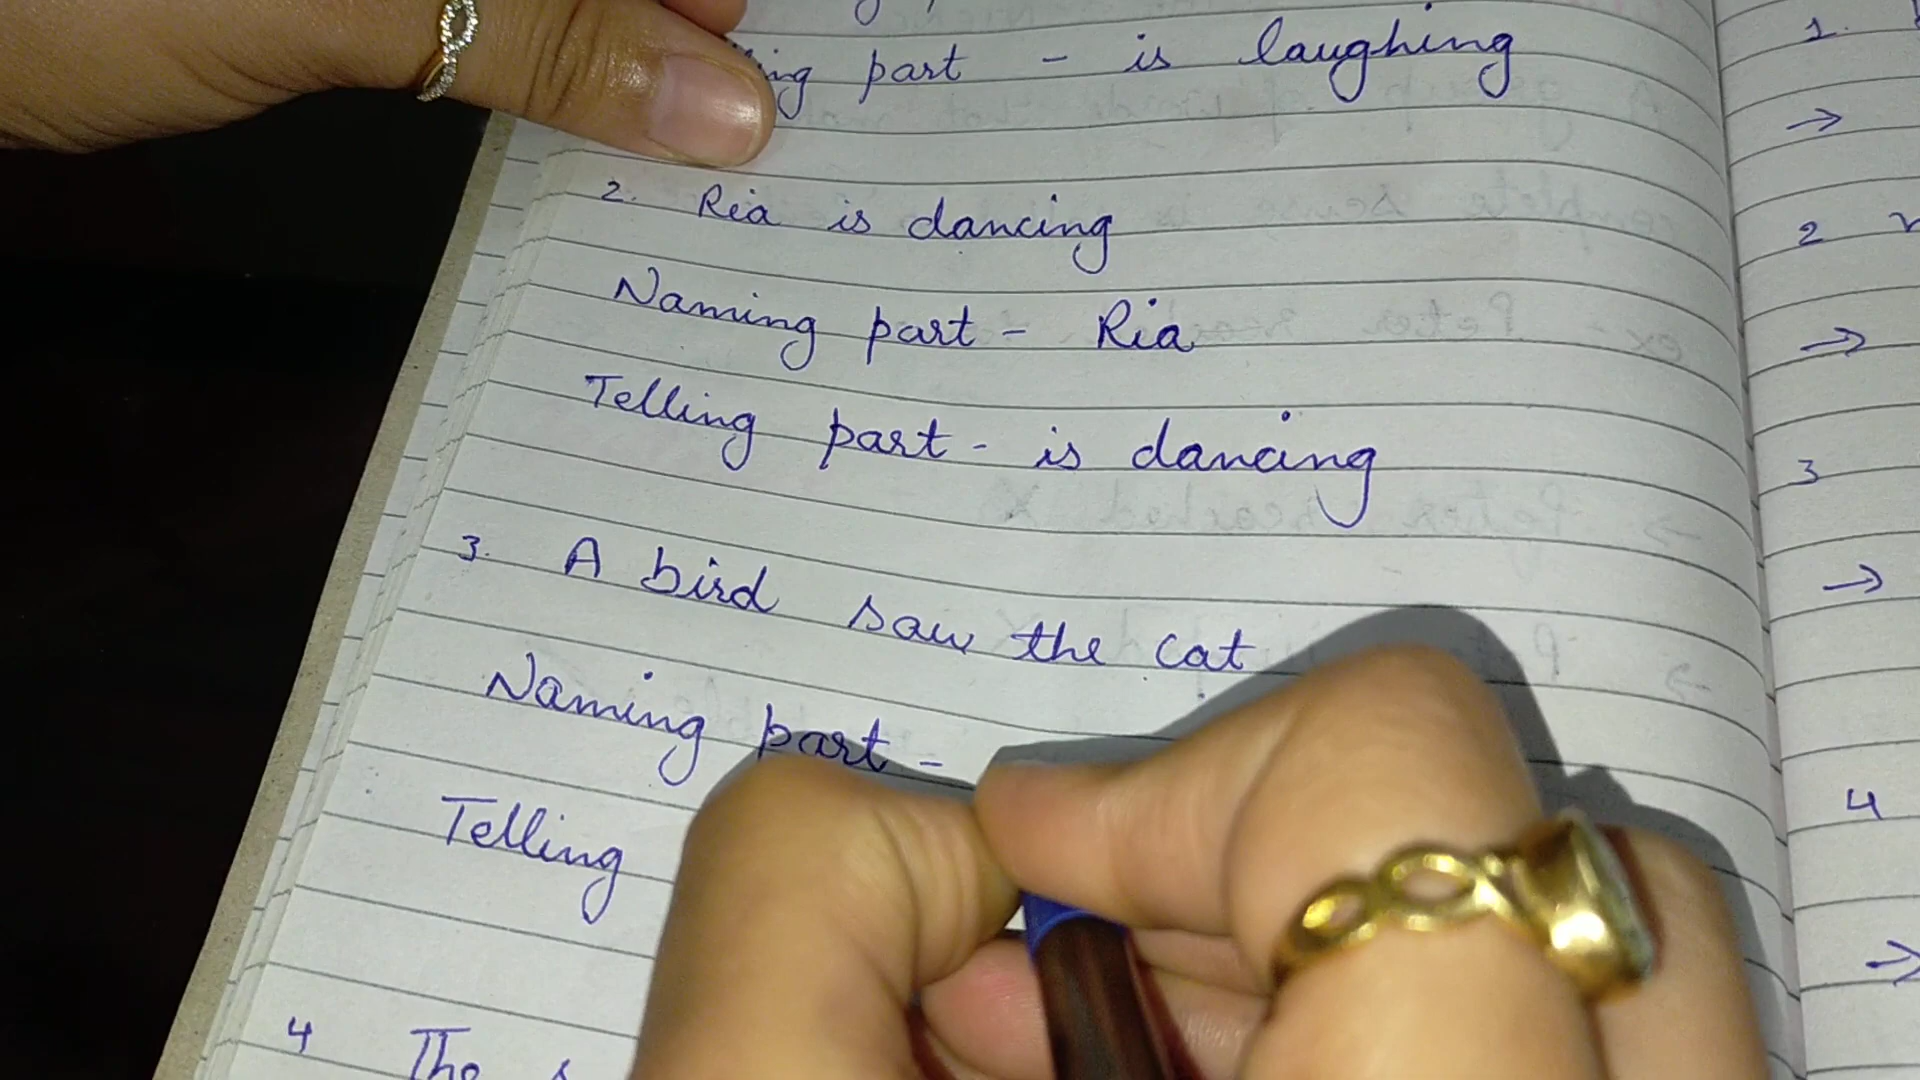 part - is laughing
2. Ria is dancing
Naming part - Ria
Telling part - is dancing
3. A bird saw the cat
Naming part -
Telling
4 The
1.
→
2
→
3
→
4
→